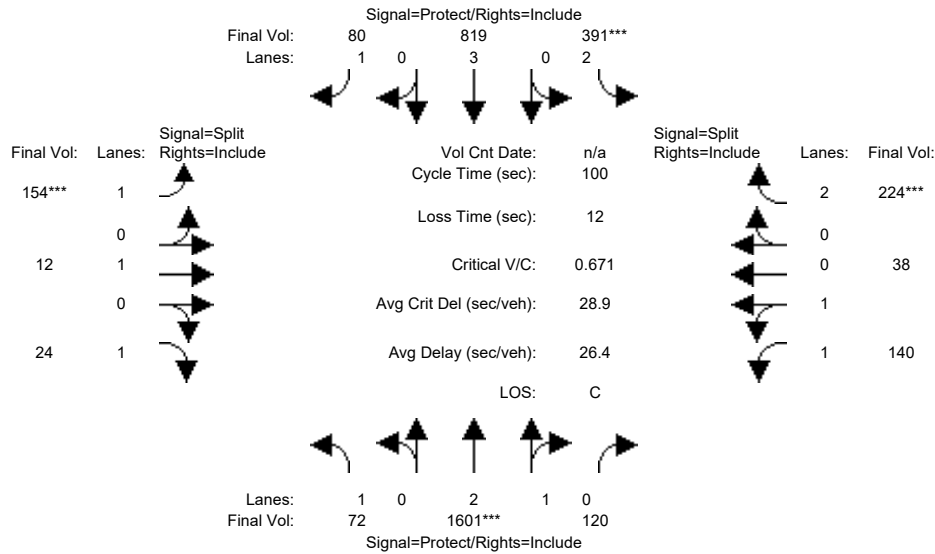 Signal=Protect/Rights=Include
Final Vol: 80 819 391***
Lanes: 1 0 3 0 2
Signal=Split
Final Vol: Lanes: Rights=Include
Vol Cnt Date: n/a
Signal=Split
Rights=Include Lanes: Final Vol:
Cycle Time (sec): 100
154*** 1
2 224***
Loss Time (sec): 12
0
0
12 1
Critical V/C: 0.671
0 38
0
Avg Crit Del (sec/veh): 28.9
1
24 1
Avg Delay (sec/veh): 26.4
1 140
LOS: C
Lanes: 1 0 2 1 0
Final Vol: 72 1601*** 120
Signal=Protect/Rights=Include